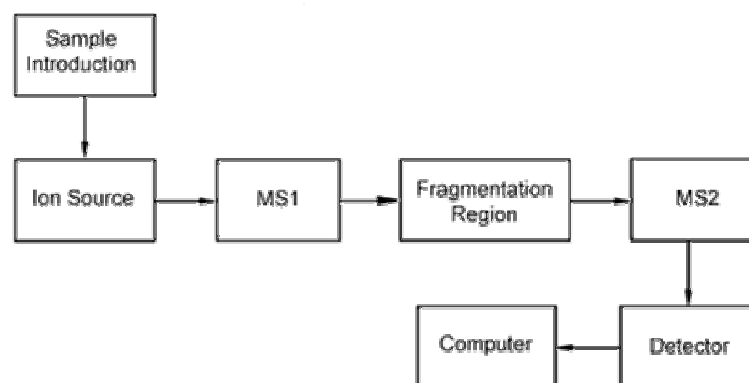 Sample
Introduction
Ion Source
MS1
Fragmentation
Region
MS2
Computer
Detector